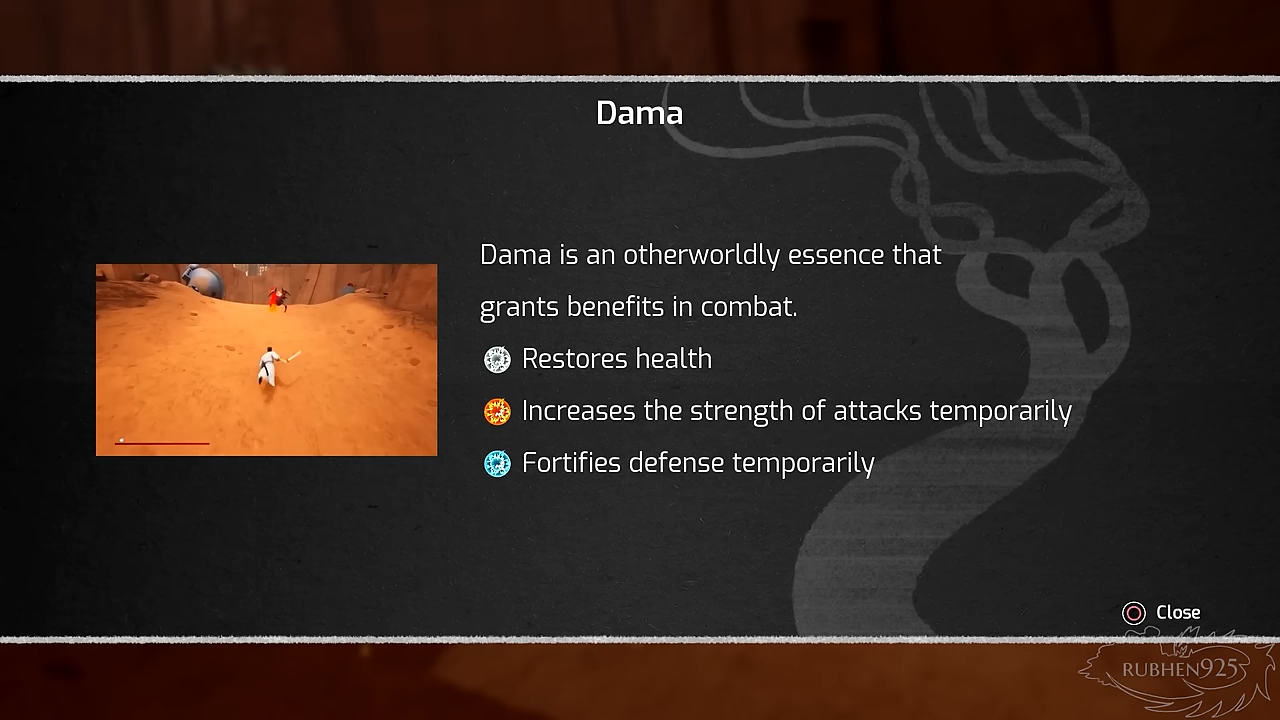 Dama
Dama is an otherworldly essence that
grants benefits in combat.
Restores health
Increases the strength of attacks temporarily
Fortifies defense temporarily
Close
RUBHEN925